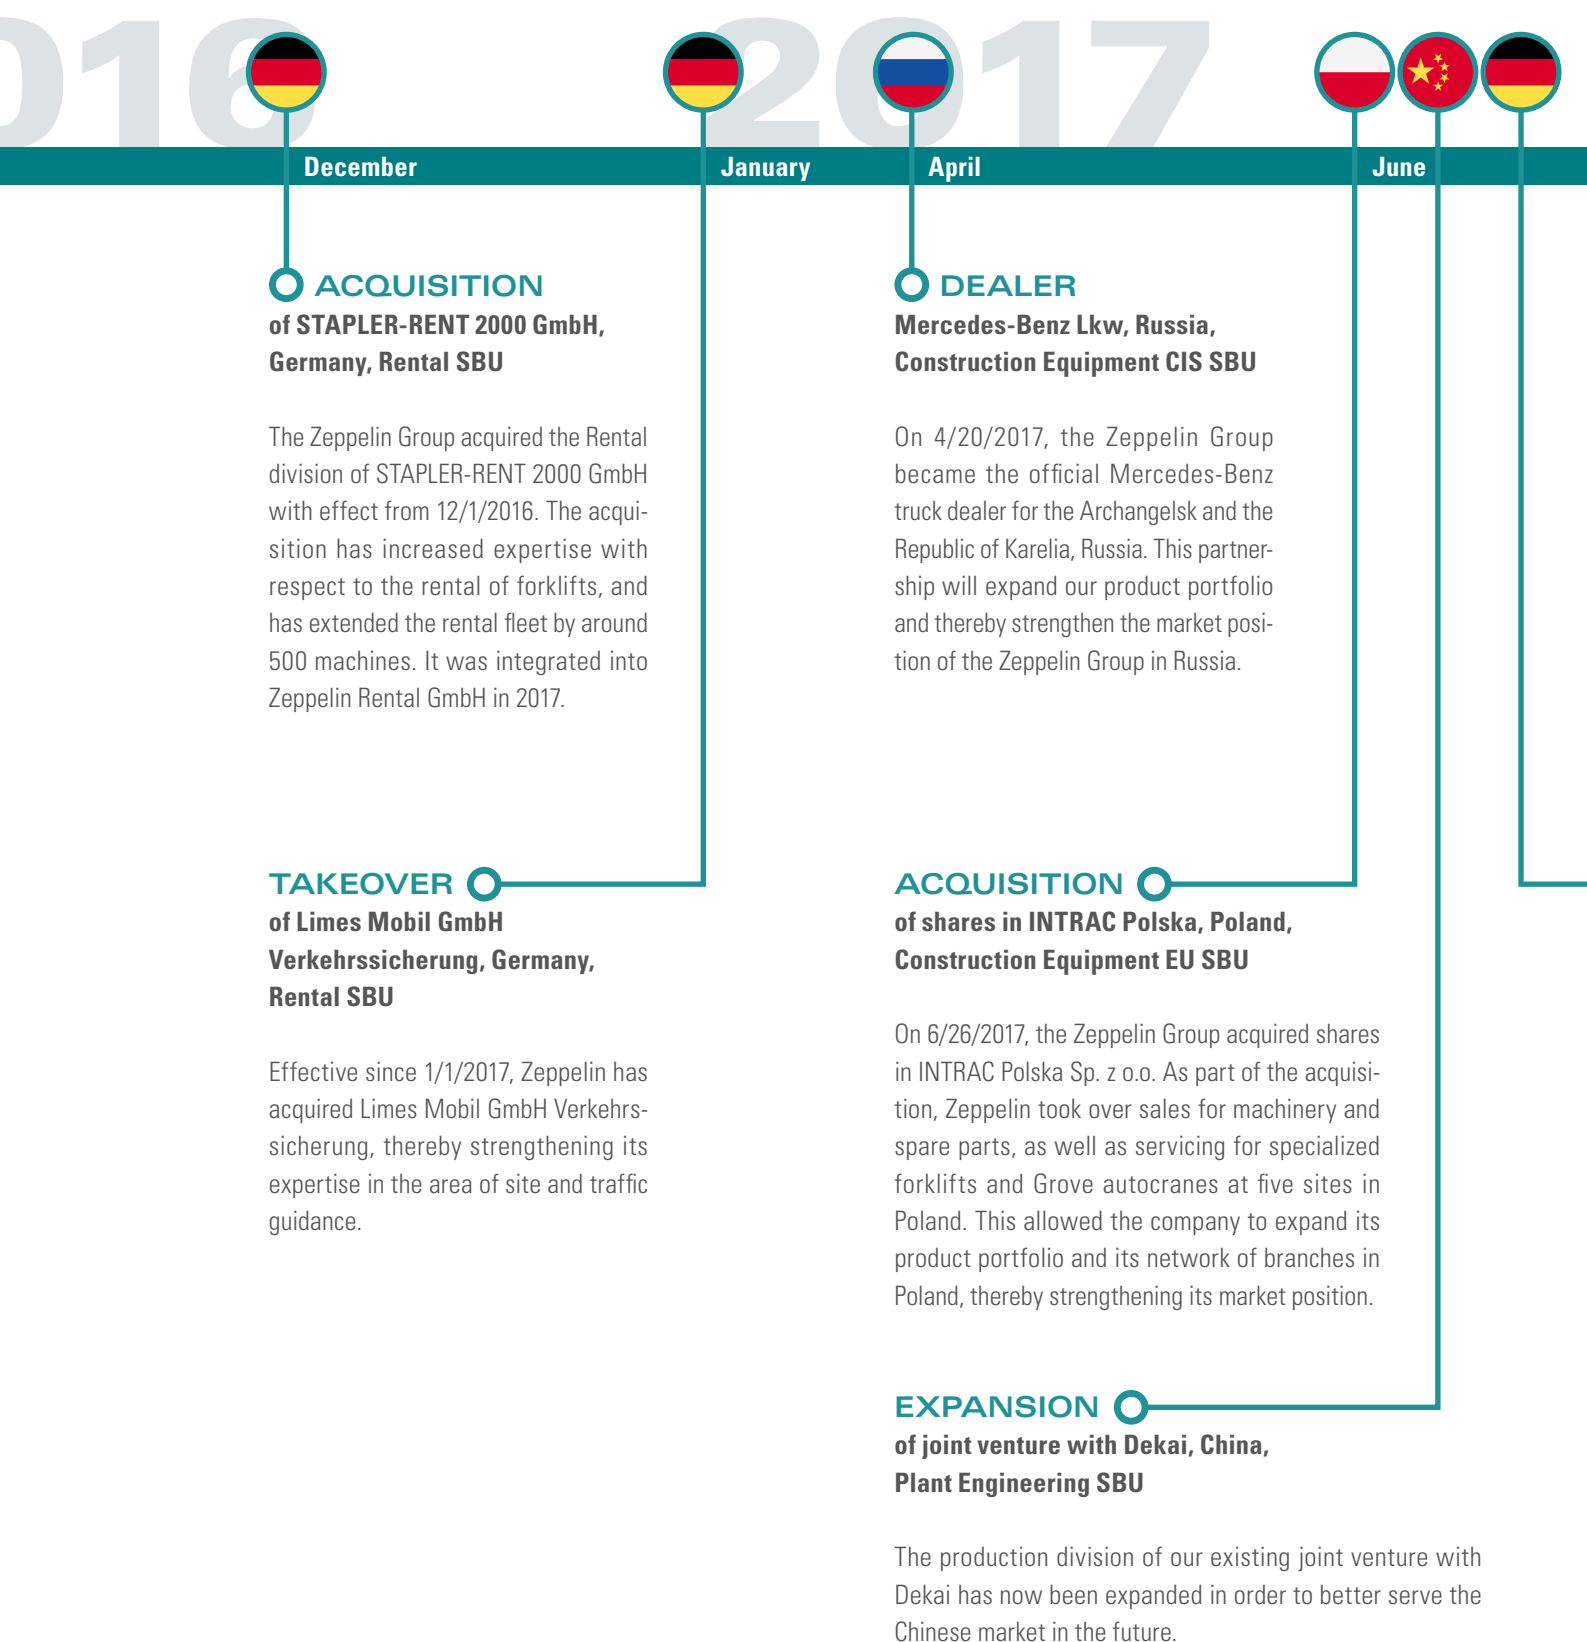 016
2017
December
January
April
June
ACQUISITION
of STAPLER-RENT 2000 GmbH,
Germany, Rental SBU
The Zeppelin Group acquired the Rental
division of STAPLER-RENT 2000 GmbH
with effect from 12/1/2016. The acqui-
sition has increased expertise with
respect to the rental of forklifts, and
has extended the rental fleet by around
500 machines. It was integrated into
Zeppelin Rental GmbH in 2017.
TAKEOVER
of Limes Mobil GmbH
Verkehrssicherung, Germany,
Rental SBU
Effective since 1/1/2017, Zeppelin has
acquired Limes Mobil GmbH Verkehrs-
sicherung, thereby strengthening its
expertise in the area of site and traffic
guidance.
DEALER
Mercedes-Benz Lkw, Russia,
Construction Equipment CIS SBU
On 4/20/2017, the Zeppelin Group
became the official Mercedes-Benz
truck dealer for the Archangelsk and the
Republic of Karelia, Russia. This partner-
ship will expand our product portfolio
and thereby strengthen the market posi-
tion of the Zeppelin Group in Russia.
ACQUISITION
of shares in INTRAC Polska, Poland,
Construction Equipment EU SBU
On 6/26/2017, the Zeppelin Group acquired shares
in INTRAC Polska Sp. z o.o. As part of the acquisi-
tion, Zeppelin took over sales for machinery and
spare parts, as well as servicing for specialized
forklifts and Grove autocranes at five sites in
Poland. This allowed the company to expand its
product portfolio and its network of branches in
Poland, thereby strengthening its market position.
EXPANSION
of joint venture with Dekai, China,
Plant Engineering SBU
The production division of our existing joint venture with
Dekai has now been expanded in order to better serve the
Chinese market in the future.